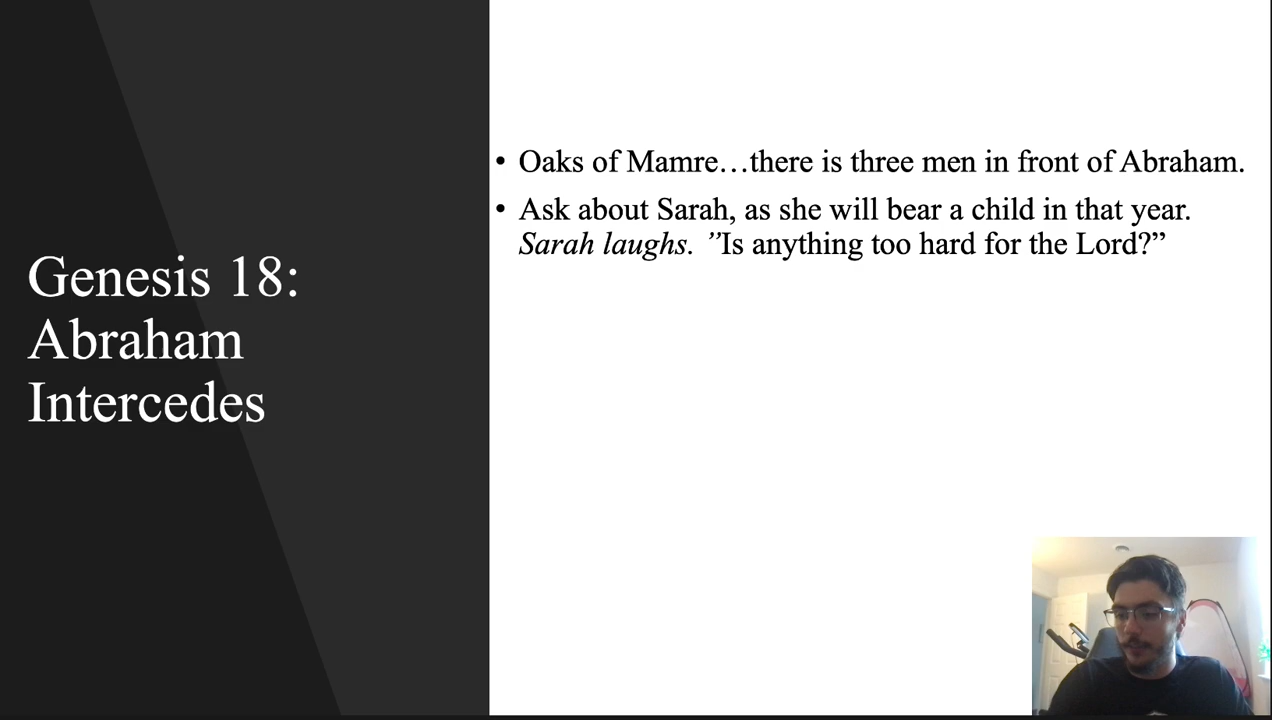 Genesis 18:
Abraham
Intercedes
• Oaks of Mamre…there is three men in front of Abraham.
• Ask about Sarah, as she will bear a child in that year.
Sarah laughs. ”Is anything too hard for the Lord?”